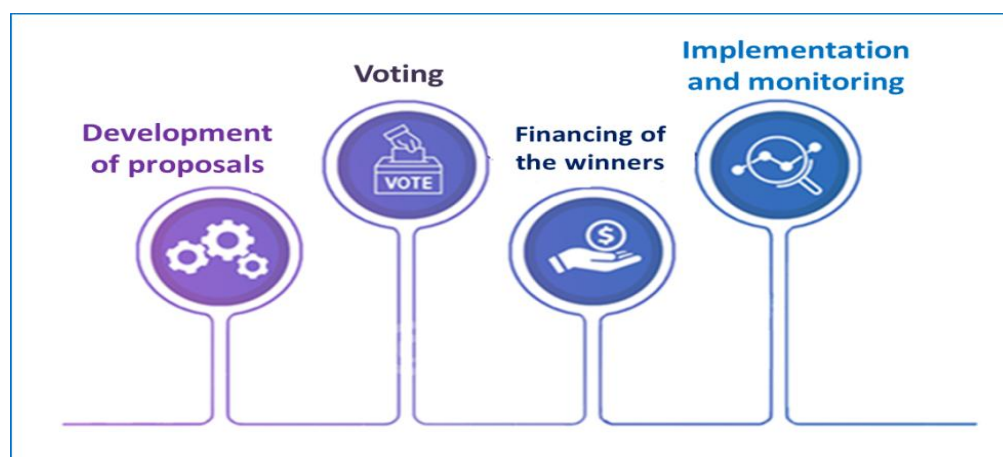 Development
of proposals
Voting
VOTE
Financing of
the winners
$
Implementation
and monitoring